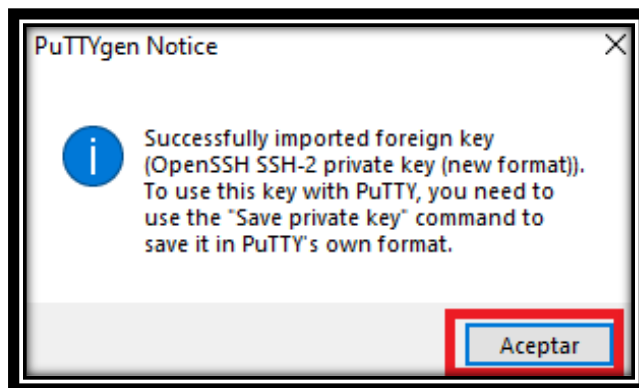 PuTTYgen Notice
Successfully imported foreign key
(OpenSSH SSH-2 private key (new format)).
To use this key with PuTTY, you need to
use the "Save private key" command to
save it in PuTTY's own format.
Aceptar